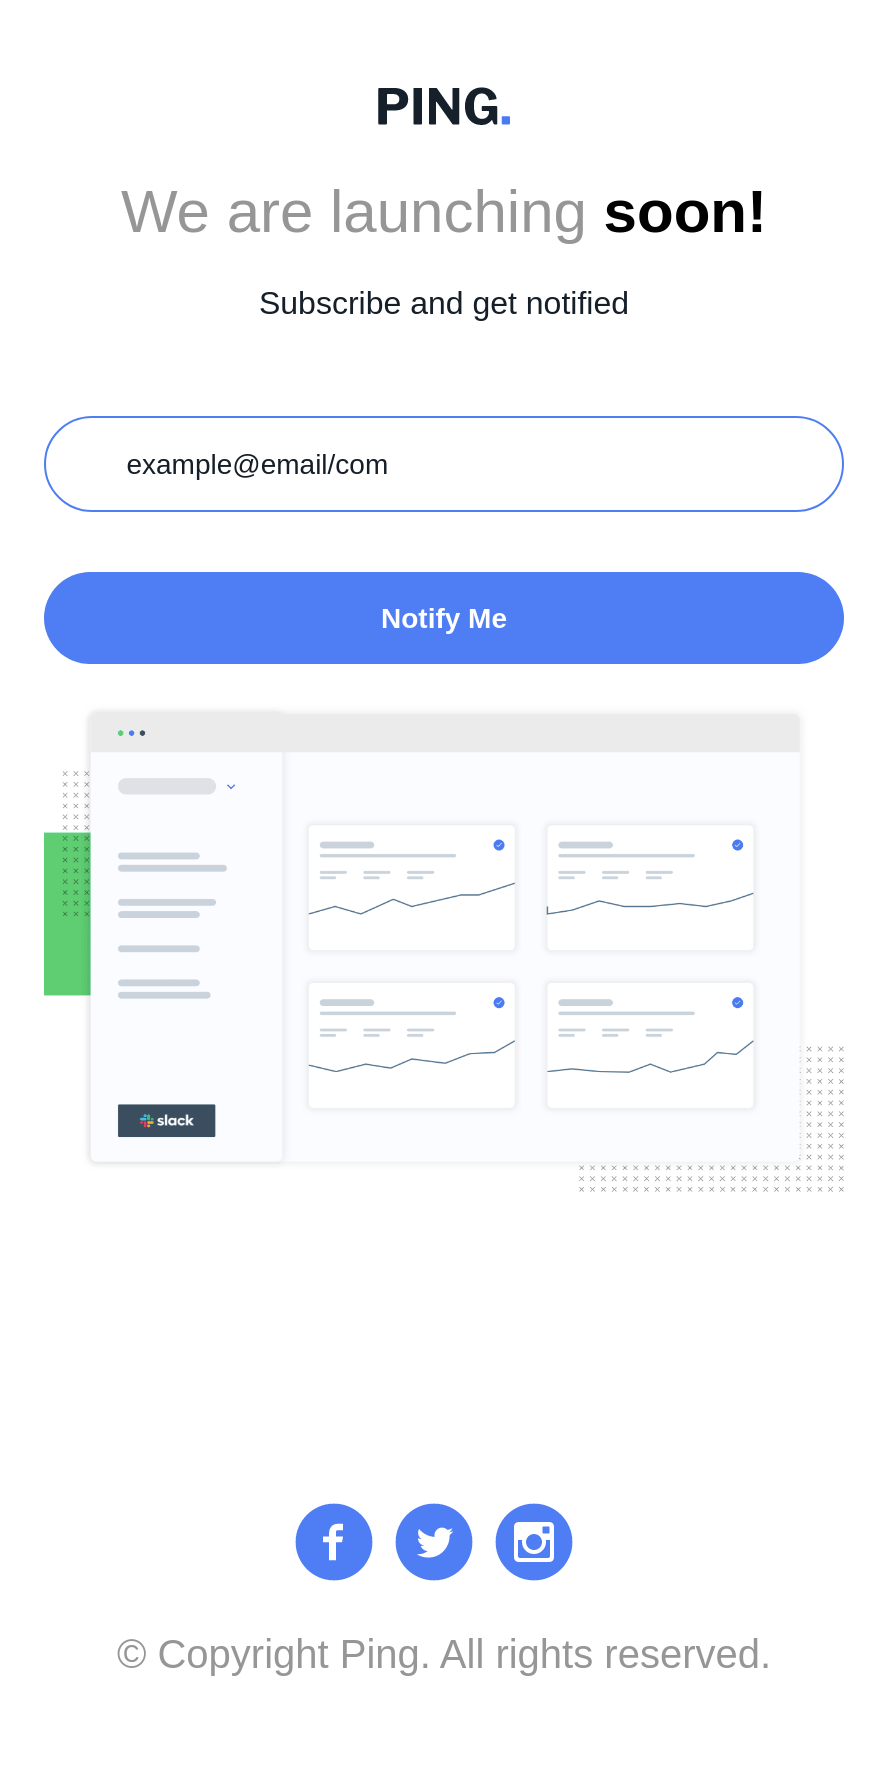 PING.
We are launching soon!
Subscribe and get notified
example@email/com
Notify Me
slack
© Copyright Ping. All rights reserved.